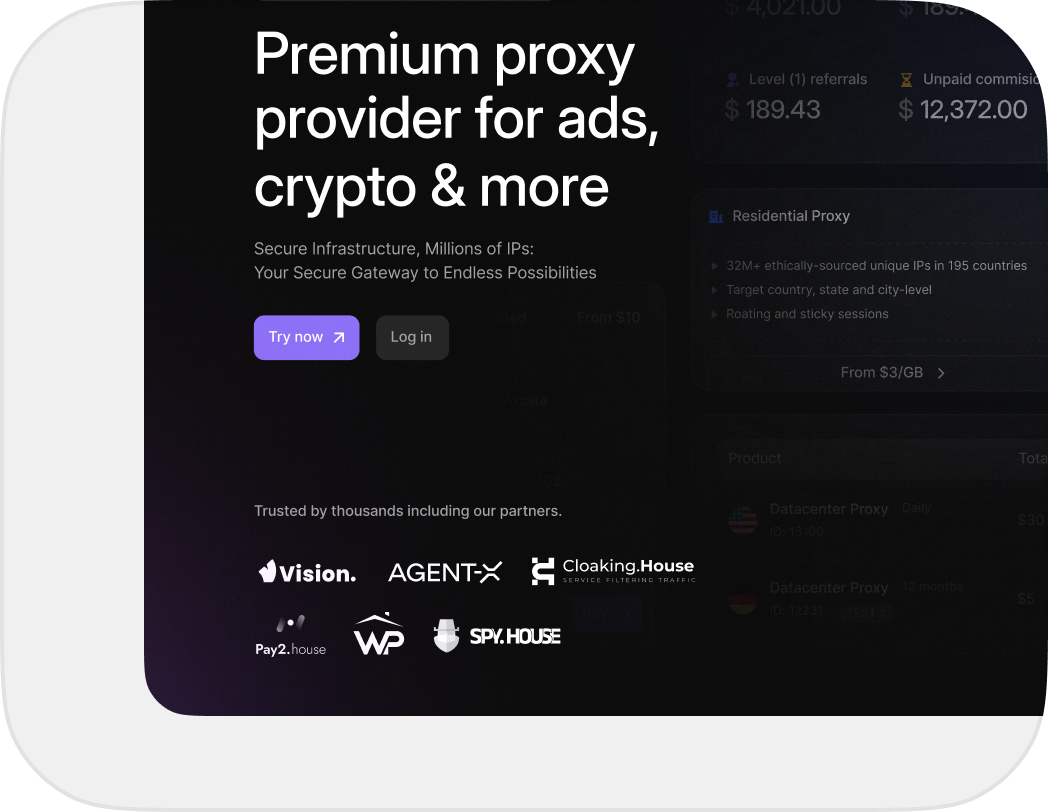 Premium proxy
provider for ads,
crypto & more
Secure Infrastructure, Millions of IPs:
Your Secure Gateway to Endless Possibilities
Try now
Log in
From $10
Trusted by thousands including our partners.
Vision.
AGENT-X
Cloaking.House
SERVICE FILTERING TRAFFIC
Pay2.house
WP
SPY.HOUSE
$ 4,021.00
Level (1) referrals
$ 189.43
Unpaid commisio
$ 12,372.00
Residential Proxy
32M+ ethically-sourced unique IPs in 195 countries
Target country, state and city-level
Roating and sticky sessions
From $3/GB
Product
Tota
Datacenter Proxy
Daily
$30
ID: 13100
Datacenter Proxy
12 months
$5
ID: 12231
Buy